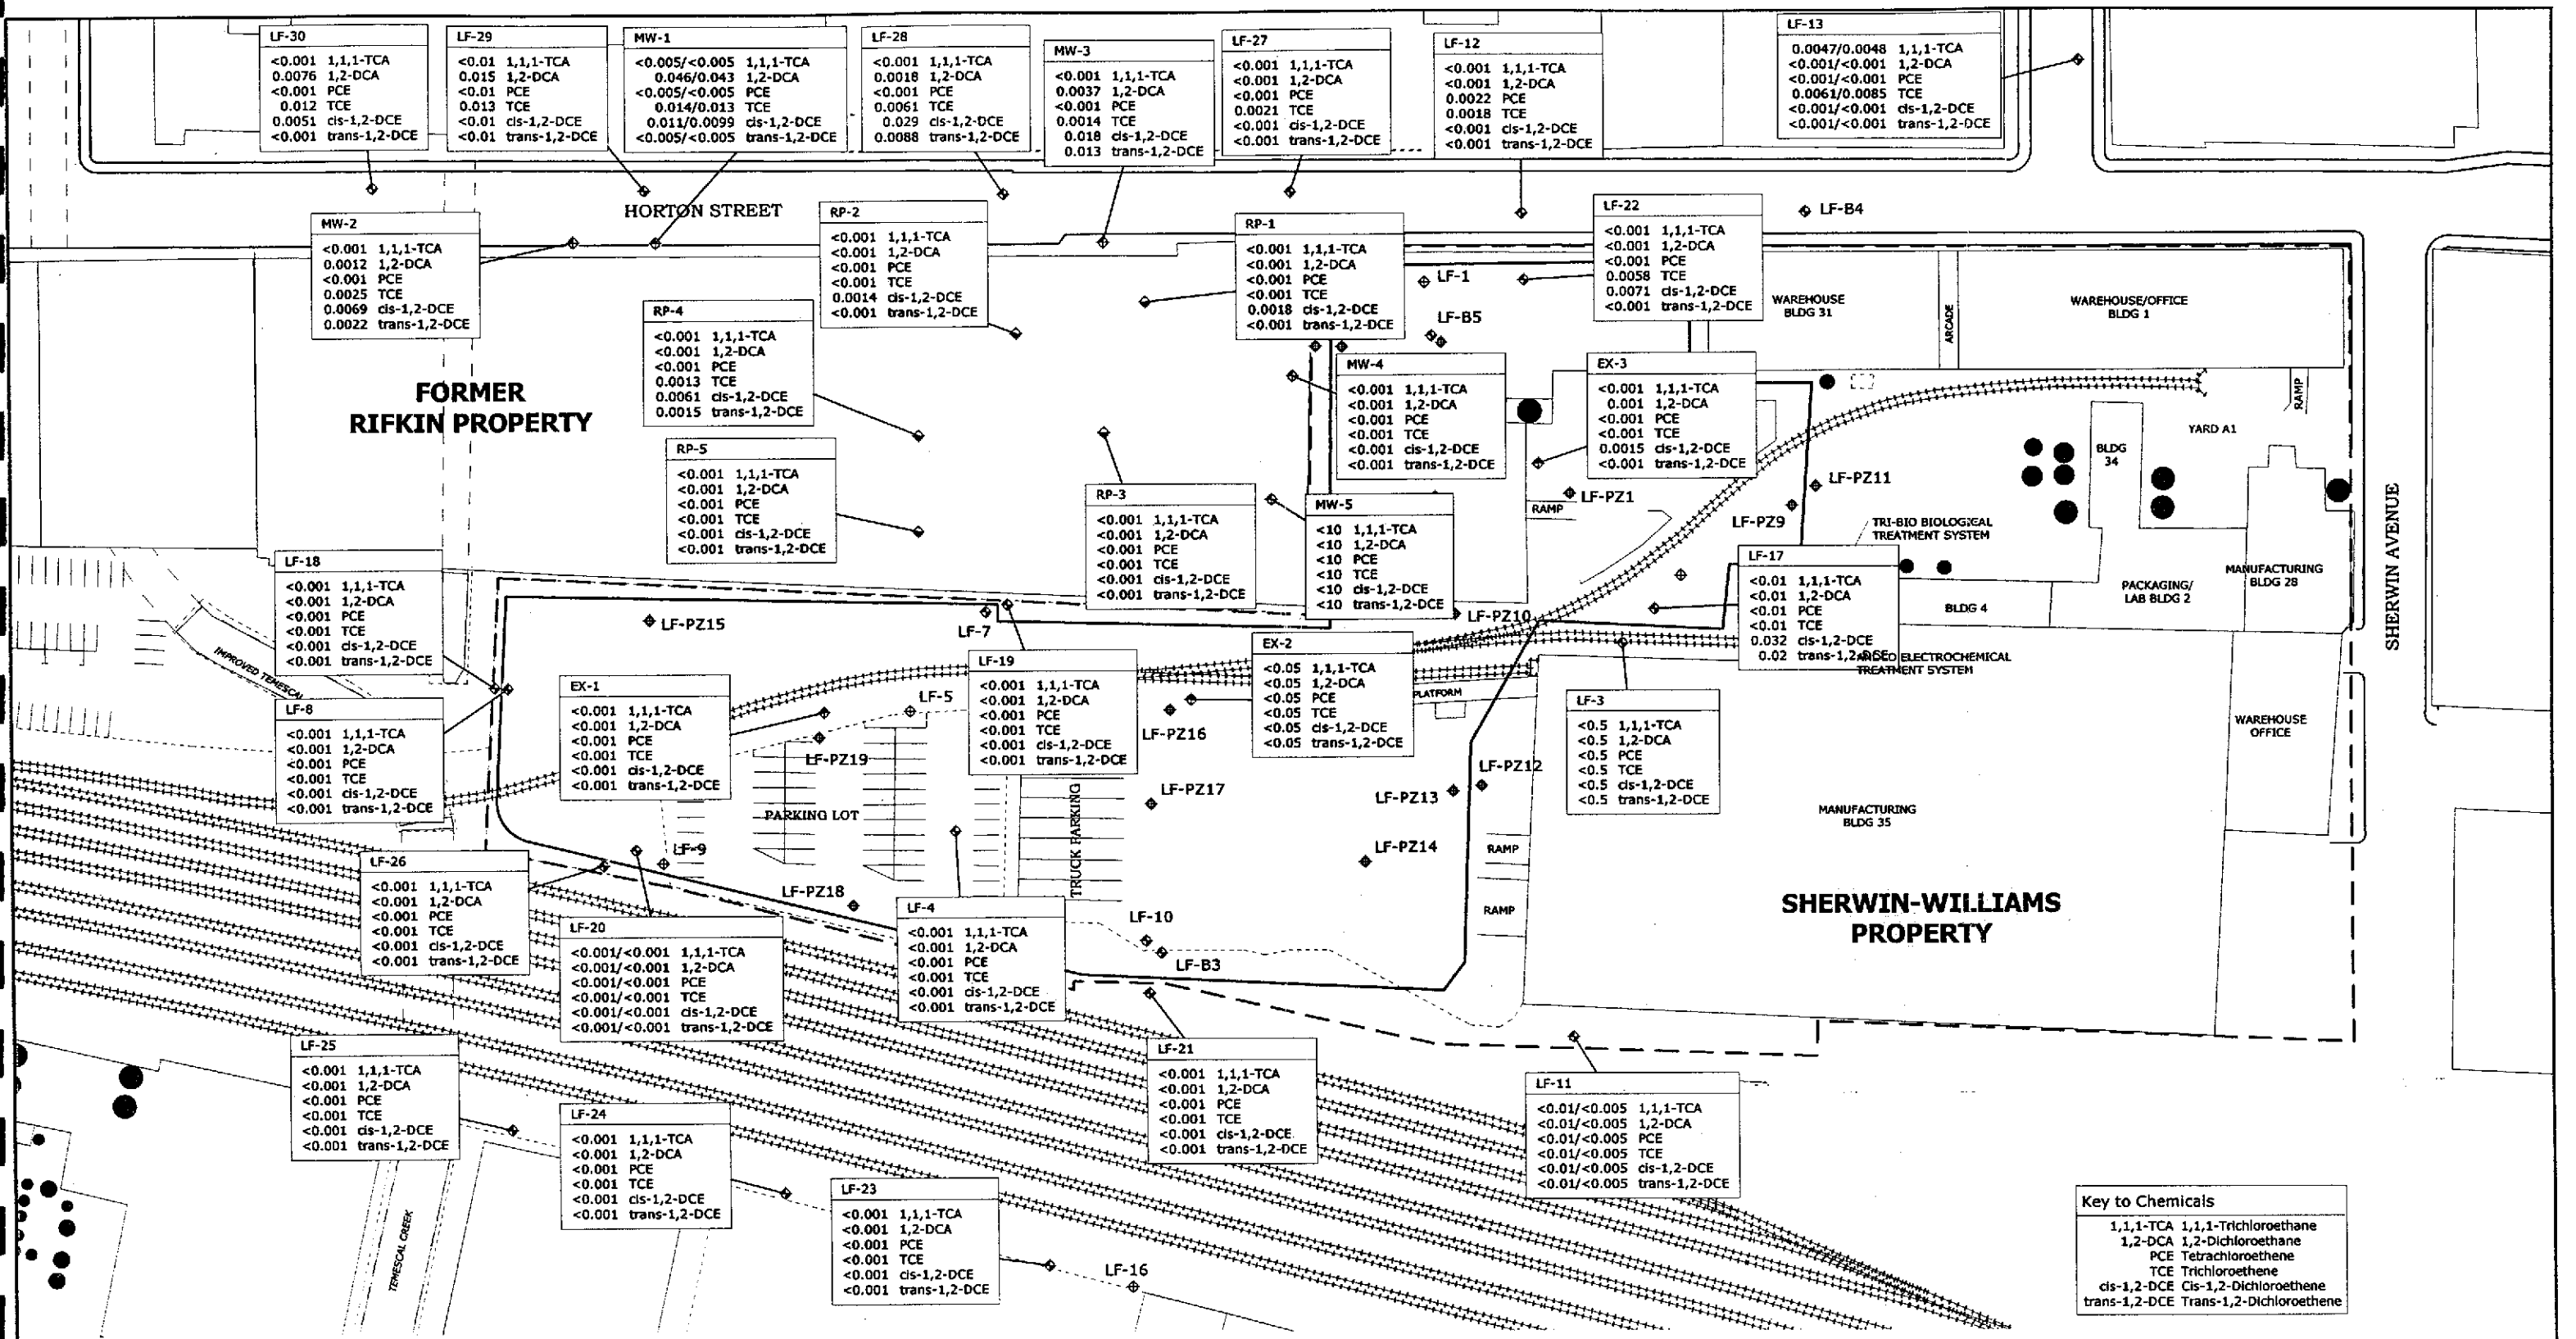 LF-30
<0.001 1,1,1-TCA
0.0076 1,2-DCA
<0.001 PCE
0.012 TCE
0.0051 cis-1,2-DCE
<0.001 trans-1,2-DCE
LF-29
<0.01 1,1,1-TCA
0.015 1,2-DCA
<0.01 PCE
0.013 TCE
<0.01 cis-1,2-DCE
<0.01 trans-1,2-DCE
MW-1
<0.005/<0.005 1,1,1-TCA
0.046/0.043 1,2-DCA
<0.005/<0.005 PCE
0.014/0.013 TCE
0.011/0.0099 cis-1,2-DCE
<0.005/<0.005 trans-1,2-DCE
LF-28
<0.001 1,1,1-TCA
0.0018 1,2-DCA
<0.001 PCE
0.0061 TCE
0.029 cis-1,2-DCE
0.0088 trans-1,2-DCE
MW-3
<0.001 1,1,1-TCA
0.0037 1,2-DCA
<0.001 PCE
0.0014 TCE
0.018 cis-1,2-DCE
0.013 trans-1,2-DCE
LF-27
<0.001 1,1,1-TCA
<0.001 1,2-DCA
<0.001 PCE
0.0021 TCE
<0.001 cis-1,2-DCE
<0.001 trans-1,2-DCE
LF-12
<0.001 1,1,1-TCA
<0.001 1,2-DCA
0.0022 PCE
0.0018 TCE
<0.001 cis-1,2-DCE
<0.001 trans-1,2-DCE
LF-13
0.0047/0.0048 1,1,1-TCA
<0.001/<0.001 1,2-DCA
<0.001/<0.001 PCE
0.0061/0.0085 TCE
<0.001/<0.001 cis-1,2-DCE
<0.001/<0.001 trans-1,2-DCE
HORTON STREET
MW-2
<0.001 1,1,1-TCA
0.0012 1,2-DCA
<0.001 PCE
0.0025 TCE
0.0069 cis-1,2-DCE
0.0022 trans-1,2-DCE
RP-2
<0.001 1,1,1-TCA
<0.001 1,2-DCA
<0.001 PCE
<0.001 TCE
0.0014 cis-1,2-DCE
<0.001 trans-1,2-DCE
RP-1
<0.001 1,1,1-TCA
<0.001 1,2-DCA
<0.001 PCE
<0.001 TCE
0.0018 cis-1,2-DCE
<0.001 trans-1,2-DCE
LF-22
<0.001 1,1,1-TCA
<0.001 1,2-DCA
<0.001 PCE
0.0058 TCE
0.0071 cis-1,2-DCE
<0.001 trans-1,2-DCE
LF-B4
LF-1
LF-B5
WAREHOUSE
BLDG 31
ARCADE
WAREHOUSE/OFFICE
BLDG 1
FORMER
RIFKIN PROPERTY
RP-4
<0.001 1,1,1-TCA
<0.001 1,2-DCA
<0.001 PCE
0.0013 TCE
0.0061 cis-1,2-DCE
0.0015 trans-1,2-DCE
MW-4
<0.001 1,1,1-TCA
<0.001 1,2-DCA
<0.001 PCE
<0.001 TCE
<0.001 cis-1,2-DCE
<0.001 trans-1,2-DCE
EX-3
<0.001 1,1,1-TCA
0.001 1,2-DCA
<0.001 PCE
<0.001 TCE
0.0015 cis-1,2-DCE
<0.001 trans-1,2-DCE
RAMP
YARD A1
BLDG
34
RP-5
<0.001 1,1,1-TCA
<0.001 1,2-DCA
<0.001 PCE
<0.001 TCE
<0.001 cis-1,2-DCE
<0.001 trans-1,2-DCE
RP-3
<0.001 1,1,1-TCA
<0.001 1,2-DCA
<0.001 PCE
<0.001 TCE
<0.001 cis-1,2-DCE
<0.001 trans-1,2-DCE
MW-5
<10 1,1,1-TCA
<10 1,2-DCA
<10 PCE
<10 TCE
<10 cis-1,2-DCE
<10 trans-1,2-DCE
LF-PZ1
RAMP
LF-PZ11
LF-PZ9
TRI-BIO BIOLOGICAL
TREATMENT SYSTEM
SHERWIN AVENUE
LF-17
<0.01 1,1,1-TCA
<0.01 1,2-DCA
<0.01 PCE
<0.01 TCE
0.032 cis-1,2-DCE
0.02 trans-1,2-DCE
ELECTROCHEMICAL
TREATMENT SYSTEM
BLDG 4
PACKAGING/
LAB BLDG 2
MANUFACTURING
BLDG 28
LF-18
<0.001 1,1,1-TCA
<0.001 1,2-DCA
<0.001 PCE
<0.001 TCE
<0.001 cis-1,2-DCE
<0.001 trans-1,2-DCE
IMPROVED TEMESCAL
LF-PZ15
LF-7
LF-PZ10
LF-8
<0.001 1,1,1-TCA
<0.001 1,2-DCA
<0.001 PCE
<0.001 TCE
<0.001 cis-1,2-DCE
<0.001 trans-1,2-DCE
EX-1
<0.001 1,1,1-TCA
<0.001 1,2-DCA
<0.001 PCE
<0.001 TCE
<0.001 cis-1,2-DCE
<0.001 trans-1,2-DCE
LF-5
LF-PZ19
PARKING LOT
LF-19
<0.001 1,1,1-TCA
<0.001 1,2-DCA
<0.001 PCE
<0.001 TCE
<0.001 cis-1,2-DCE
<0.001 trans-1,2-DCE
TRUCK PARKING
LF-PZ16
LF-PZ17
EX-2
<0.05 1,1,1-TCA
<0.05 1,2-DCA
<0.05 PCE
<0.05 TCE
<0.05 cis-1,2-DCE
<0.05 trans-1,2-DCE
PLATFORM
LF-PZ12
LF-PZ13
LF-PZ14
LF-3
<0.5 1,1,1-TCA
<0.5 1,2-DCA
<0.5 PCE
<0.5 TCE
<0.5 cis-1,2-DCE
<0.5 trans-1,2-DCE
WAREHOUSE
OFFICE
MANUFACTURING
BLDG 35
RAMP
RAMP
SHERWIN-WILLIAMS
PROPERTY
LF-9
LF-PZ18
LF-26
<0.001 1,1,1-TCA
<0.001 1,2-DCA
<0.001 PCE
<0.001 TCE
<0.001 cis-1,2-DCE
<0.001 trans-1,2-DCE
LF-20
<0.001/<0.001 1,1,1-TCA
<0.001/<0.001 1,2-DCA
<0.001/<0.001 PCE
<0.001/<0.001 TCE
<0.001/<0.001 cis-1,2-DCE
<0.001/<0.001 trans-1,2-DCE
LF-4
<0.001 1,1,1-TCA
<0.001 1,2-DCA
<0.001 PCE
<0.001 TCE
<0.001 cis-1,2-DCE
<0.001 trans-1,2-DCE
LF-10
LF-B3
LF-25
<0.001 1,1,1-TCA
<0.001 1,2-DCA
<0.001 PCE
<0.001 TCE
<0.001 cis-1,2-DCE
<0.001 trans-1,2-DCE
LF-24
<0.001 1,1,1-TCA
<0.001 1,2-DCA
<0.001 PCE
<0.001 TCE
<0.001 cis-1,2-DCE
<0.001 trans-1,2-DCE
LF-21
<0.001 1,1,1-TCA
<0.001 1,2-DCA
<0.001 PCE
<0.001 TCE
<0.001 cis-1,2-DCE
<0.001 trans-1,2-DCE
LF-11
<0.01/<0.005 1,1,1-TCA
<0.01/<0.005 1,2-DCA
<0.01/<0.005 PCE
<0.01/<0.005 TCE
<0.01/<0.005 cis-1,2-DCE
<0.01/<0.005 trans-1,2-DCE
TEMESCAL CREEK
LF-23
<0.001 1,1,1-TCA
<0.001 1,2-DCA
<0.001 PCE
<0.001 TCE
<0.001 cis-1,2-DCE
<0.001 trans-1,2-DCE
LF-16
Key to Chemicals
1,1,1-TCA 1,1,1-Trichloroethane
1,2-DCA 1,2-Dichloroethane
PCE Tetrachloroethene
TCE Trichloroethene
cis-1,2-DCE Cis-1,2-Dichloroethene
trans-1,2-DCE Trans-1,2-Dichloroethene